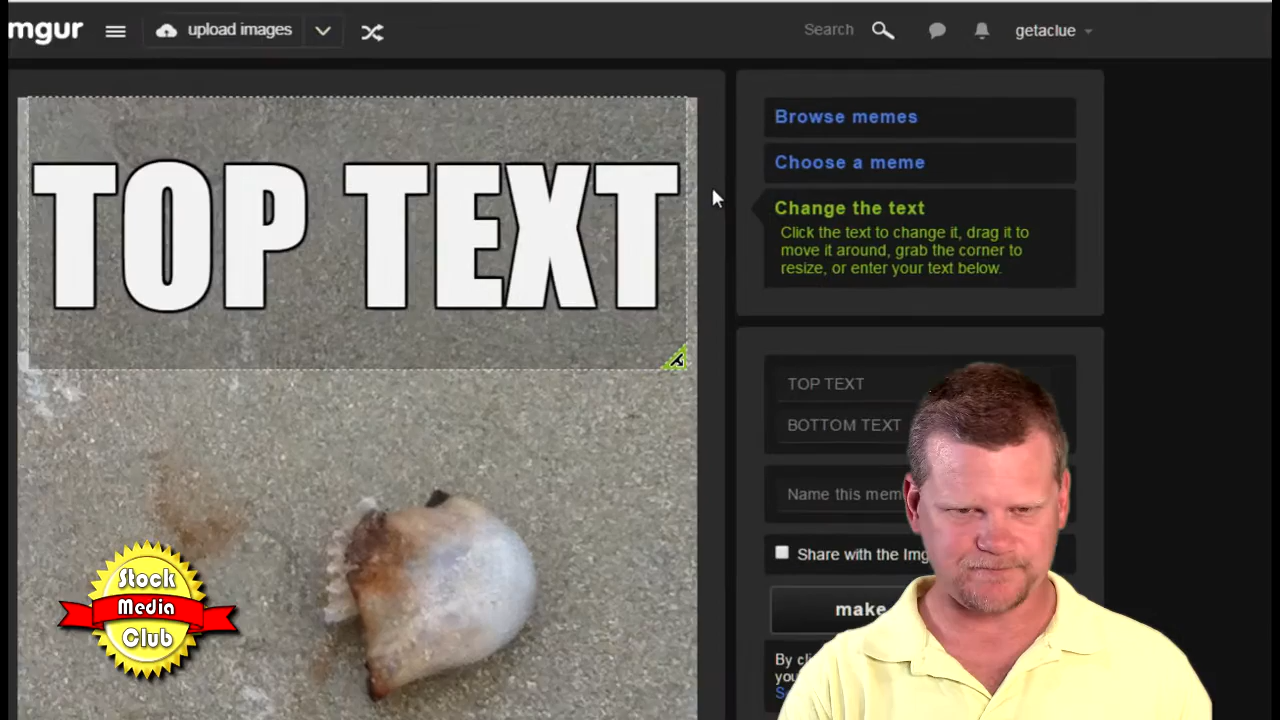 mgur
upload images
Search
getaclue
TOP TEXT
Browse memes
Choose a meme
Change the text
Click the text to change it, drag it to
move it around, grab the corner to
resize, or enter your text below.
TOP TEXT
BOTTOM TEXT
Name this mem
Share with the Img
make
By cli
you
S
Stock
Media
Club